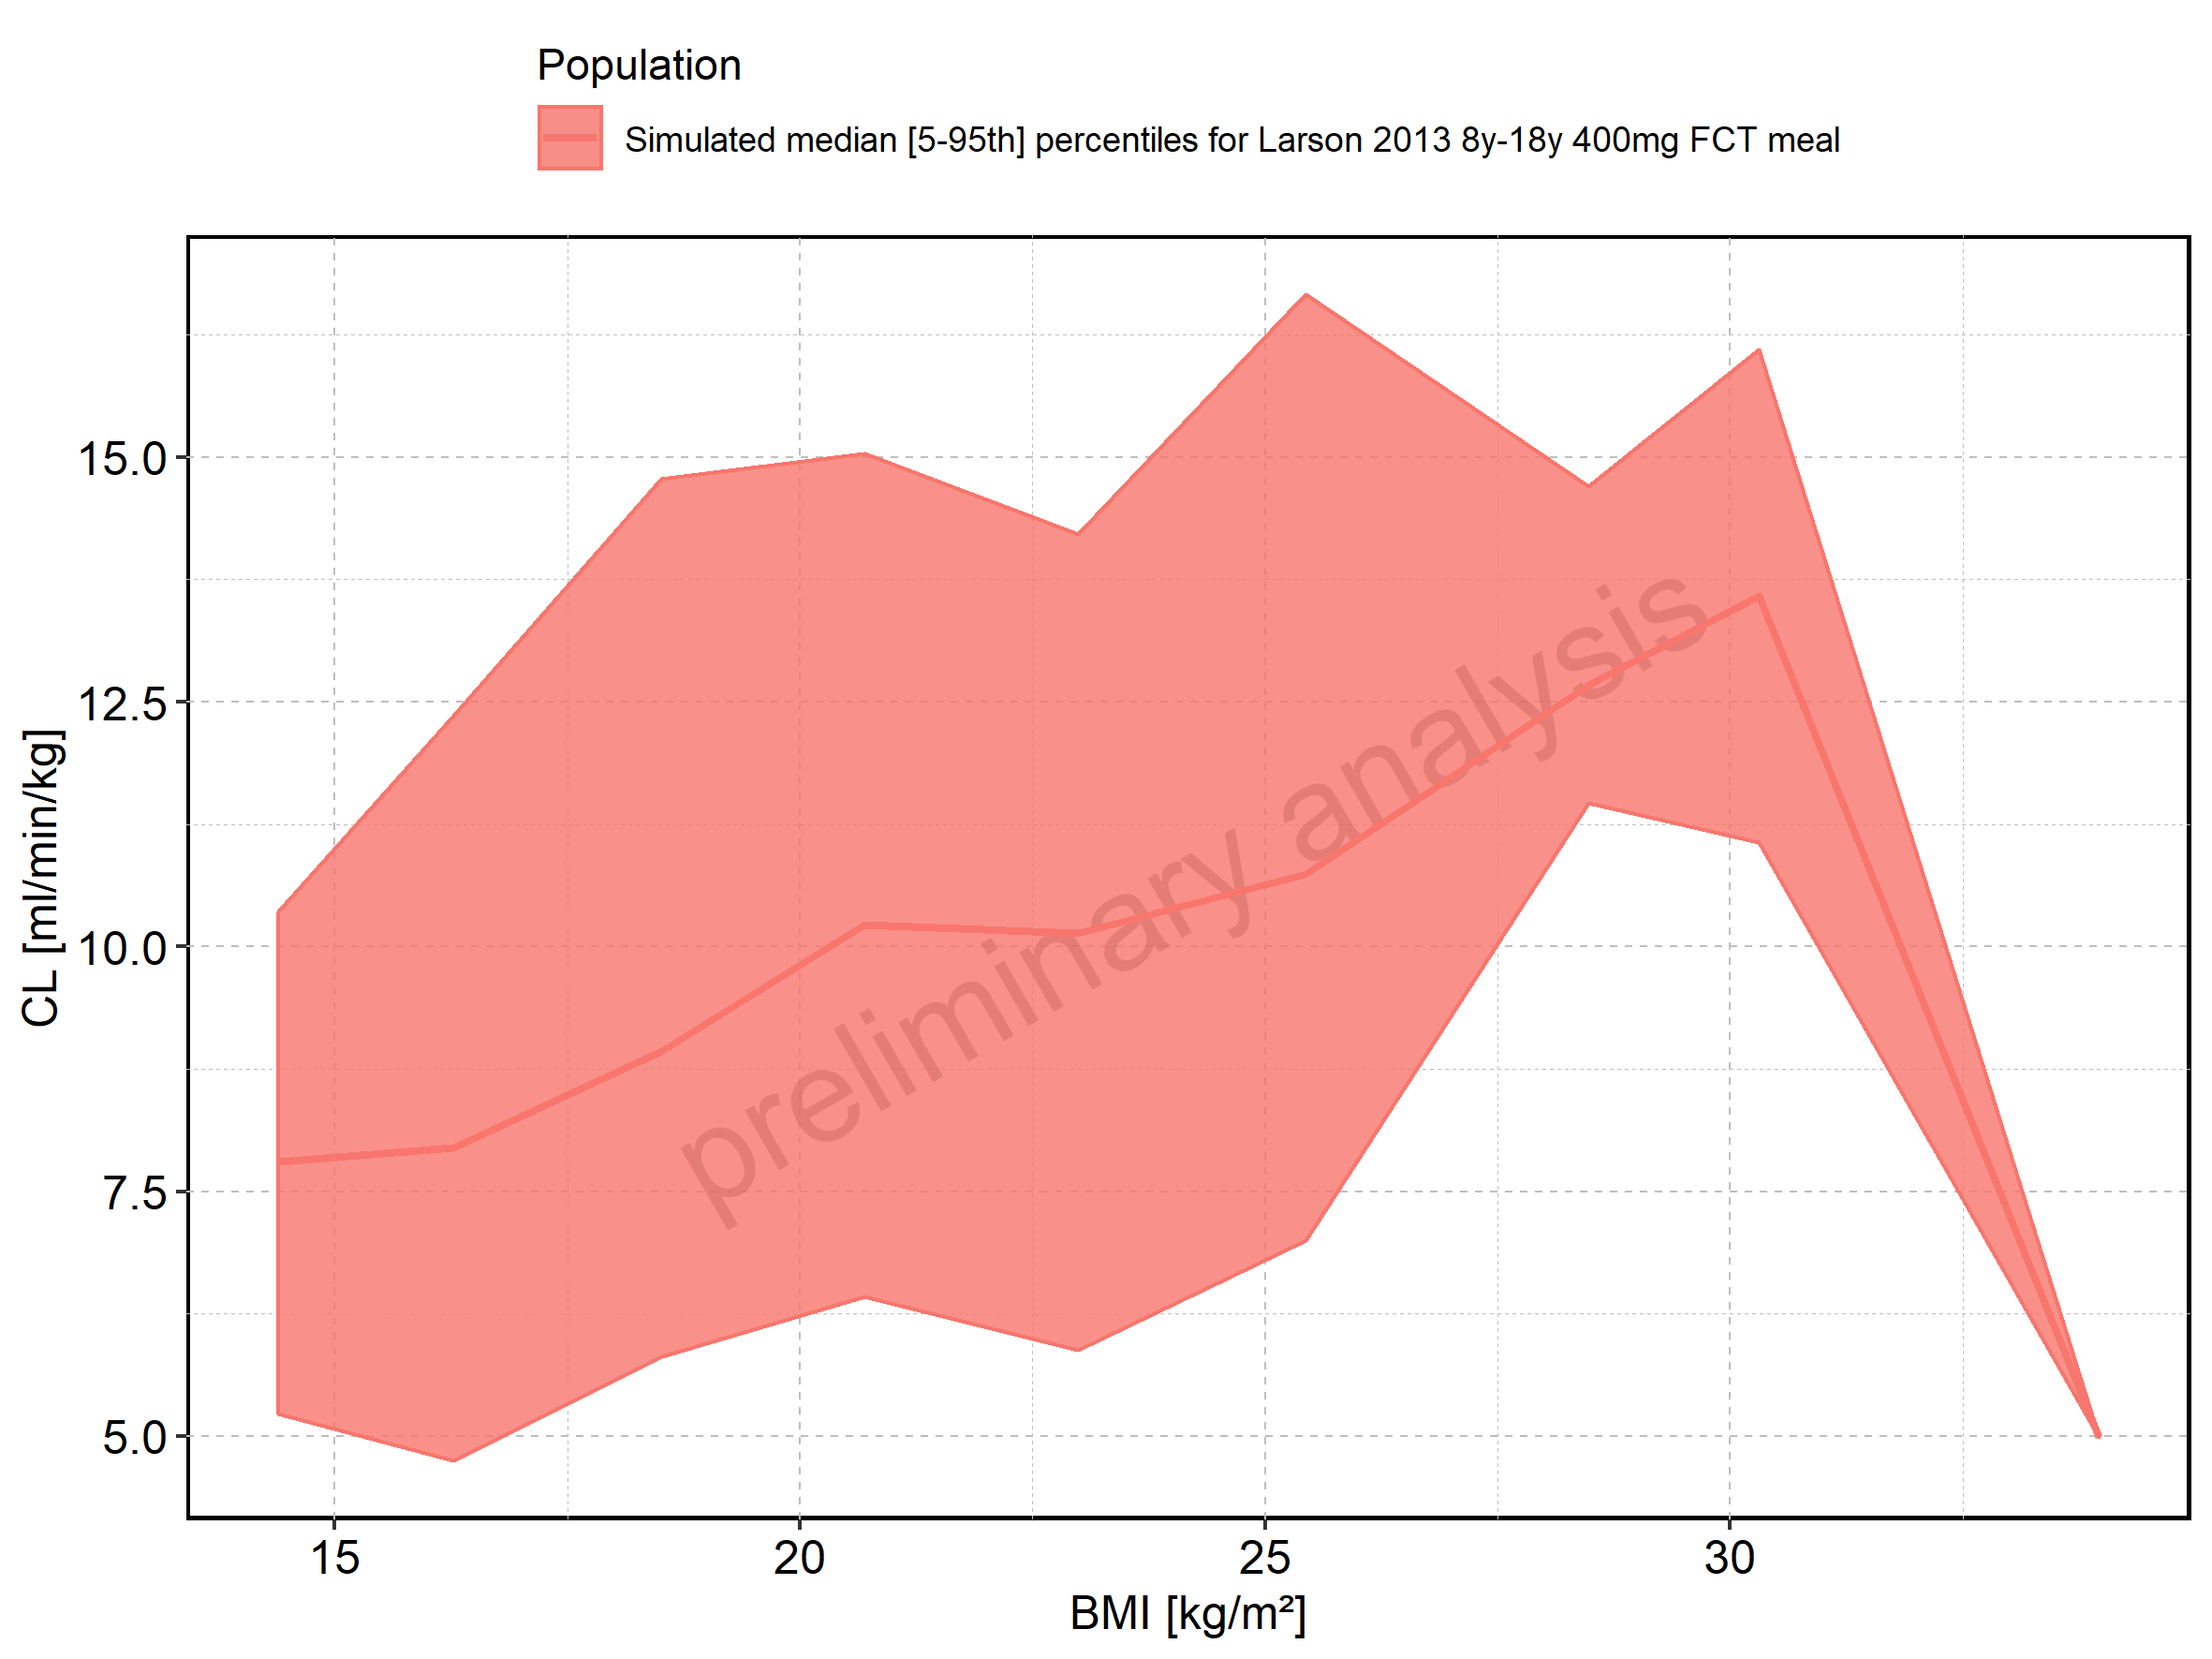 Population
Simulated median [5-95th] percentiles for Larson 2013 8y-18y 400mg FCT meal
CL [ml/min/kg]
15.0
12.5
10.0
7.5
5.0
preliminary analysis
15
20
25
30
BMI [kg/m²]